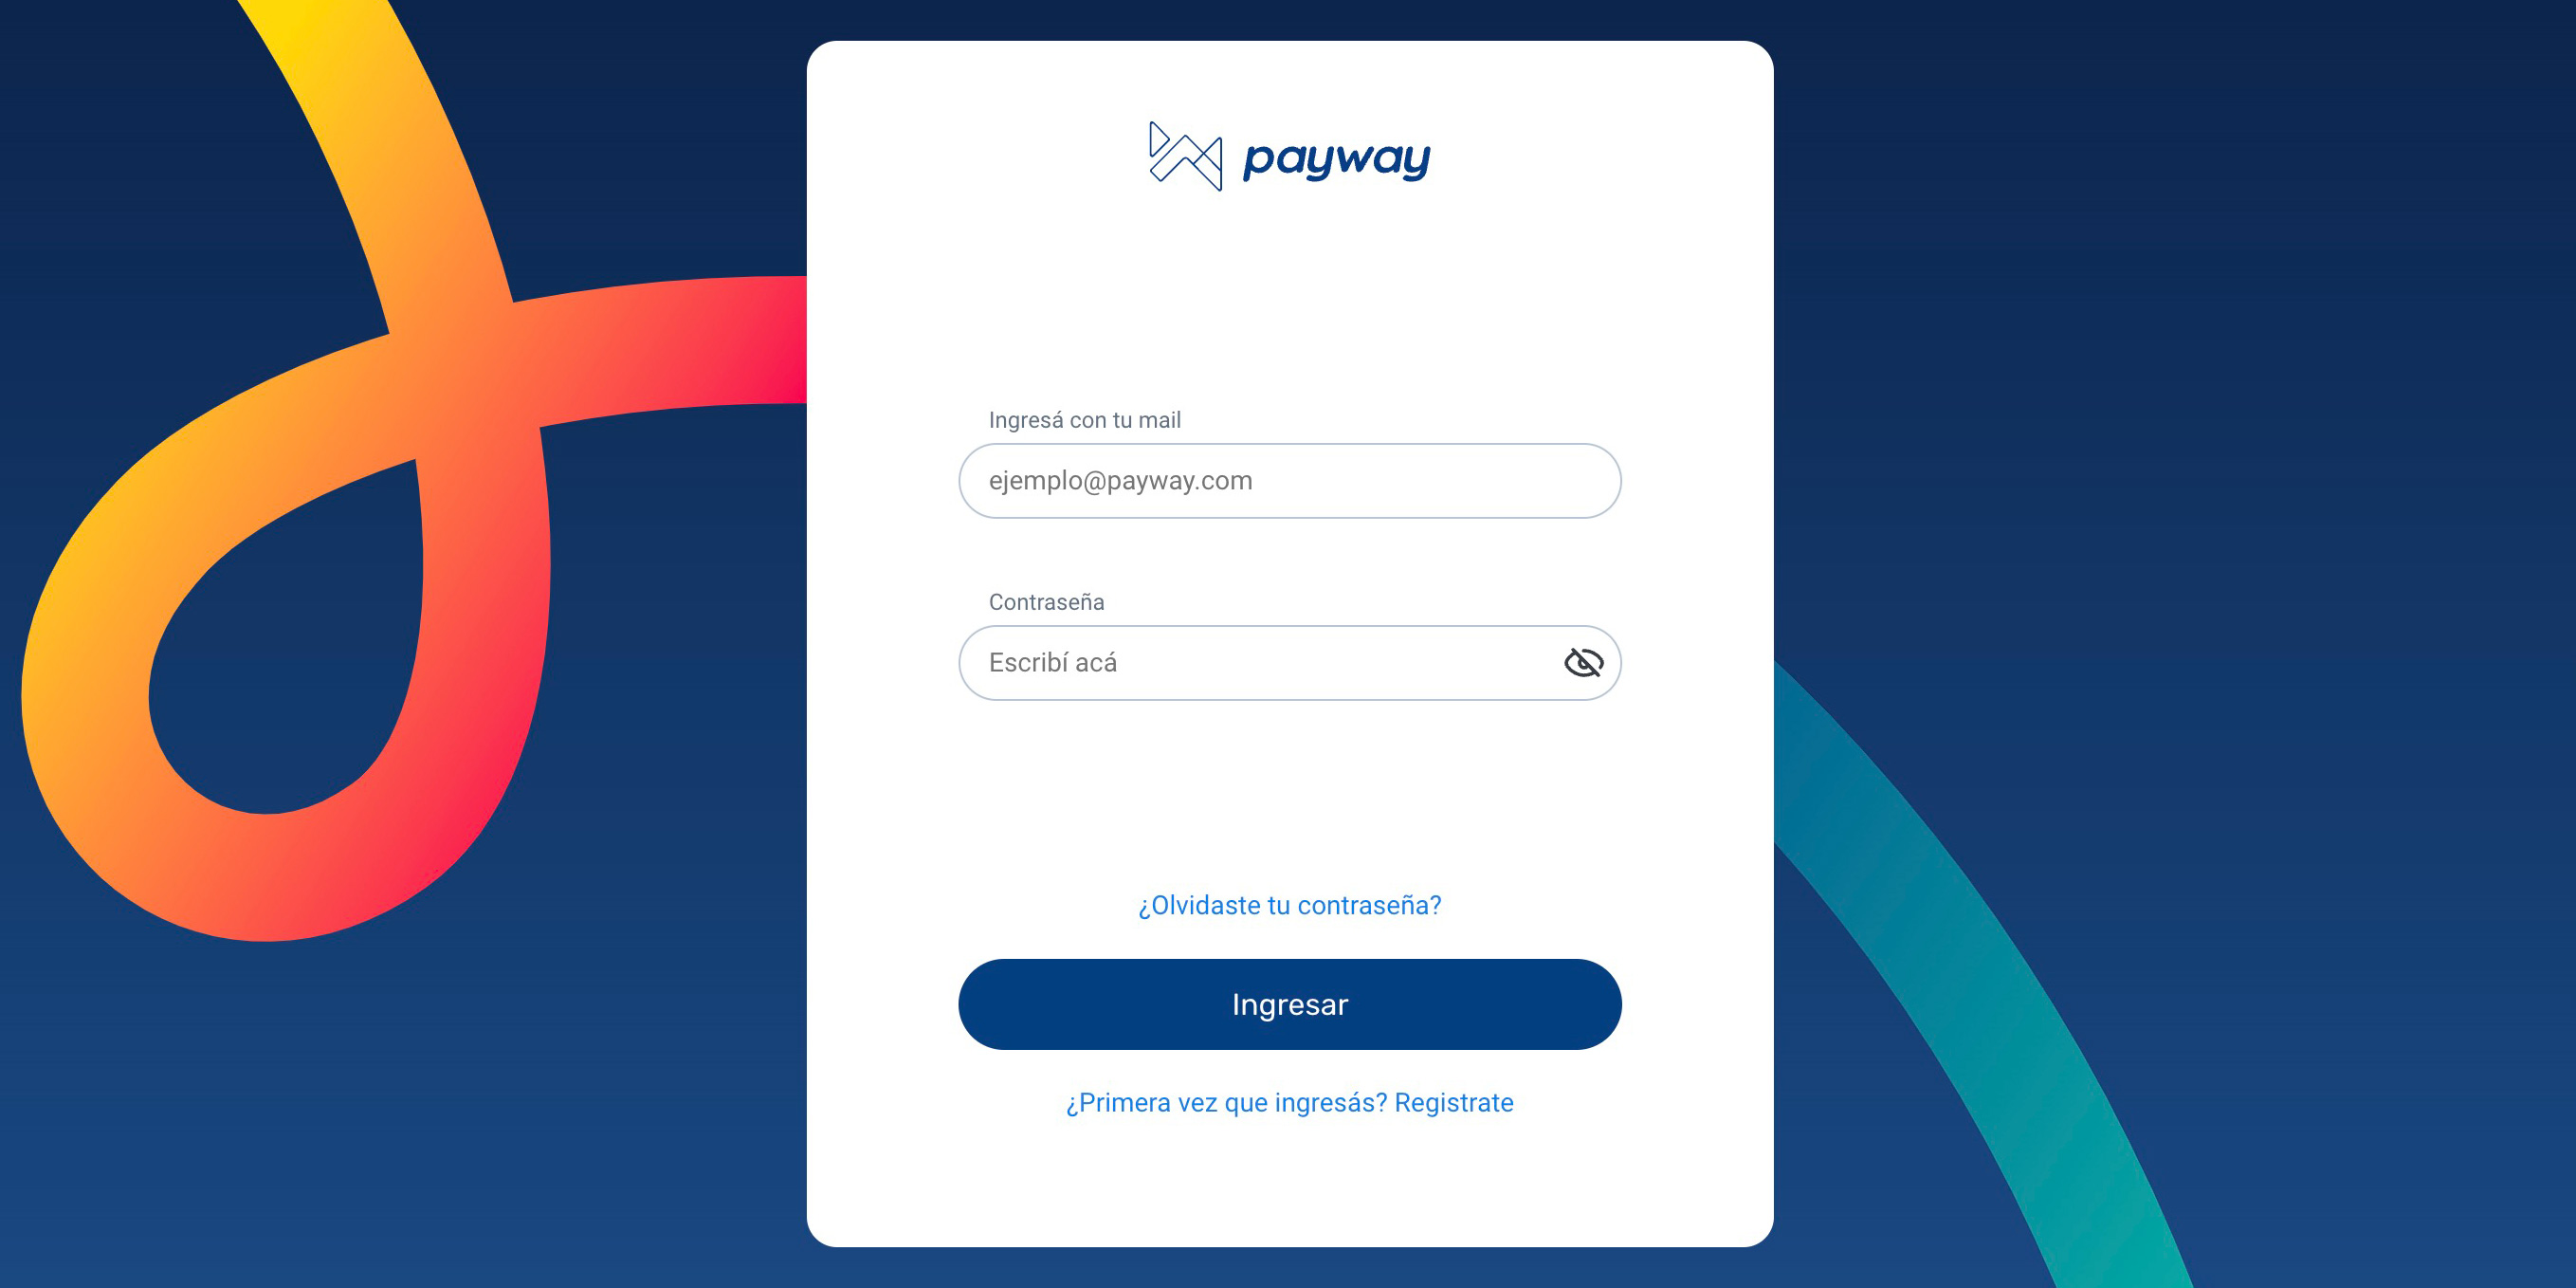 payway
Ingresá con tu mail
ejemplo@payway.com
Contraseña
Escribí acá
¿Olvidaste tu contraseña?
Ingresar
¿Primera vez que ingresás? Registrate